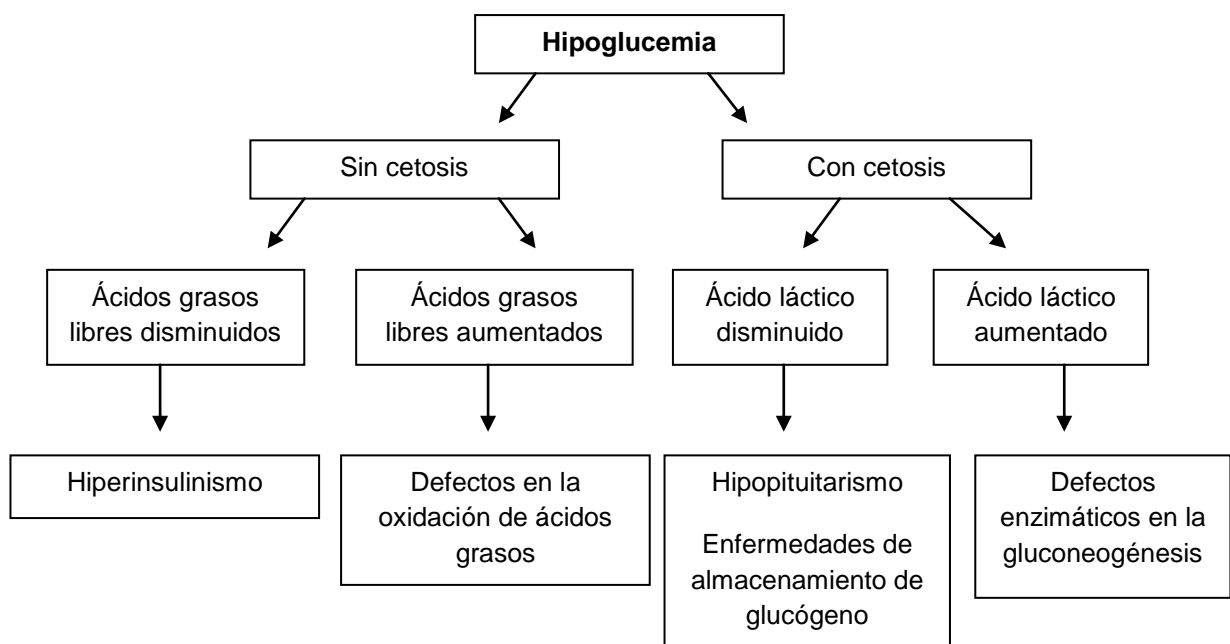 Hipoglucemia
Sin cetosis
Con cetosis
Ácidos grasos
libres disminuidos
Ácidos grasos
libres aumentados
Ácido láctico
disminuido
Ácido láctico
aumentado
Hiperinsulinismo
Defectos en la
oxidación de ácidos
grasos
Hipopituitarismo
Enfermedades de
almacenamiento de
glucógeno
Defectos
enzimáticos en la
gluconeogénesis